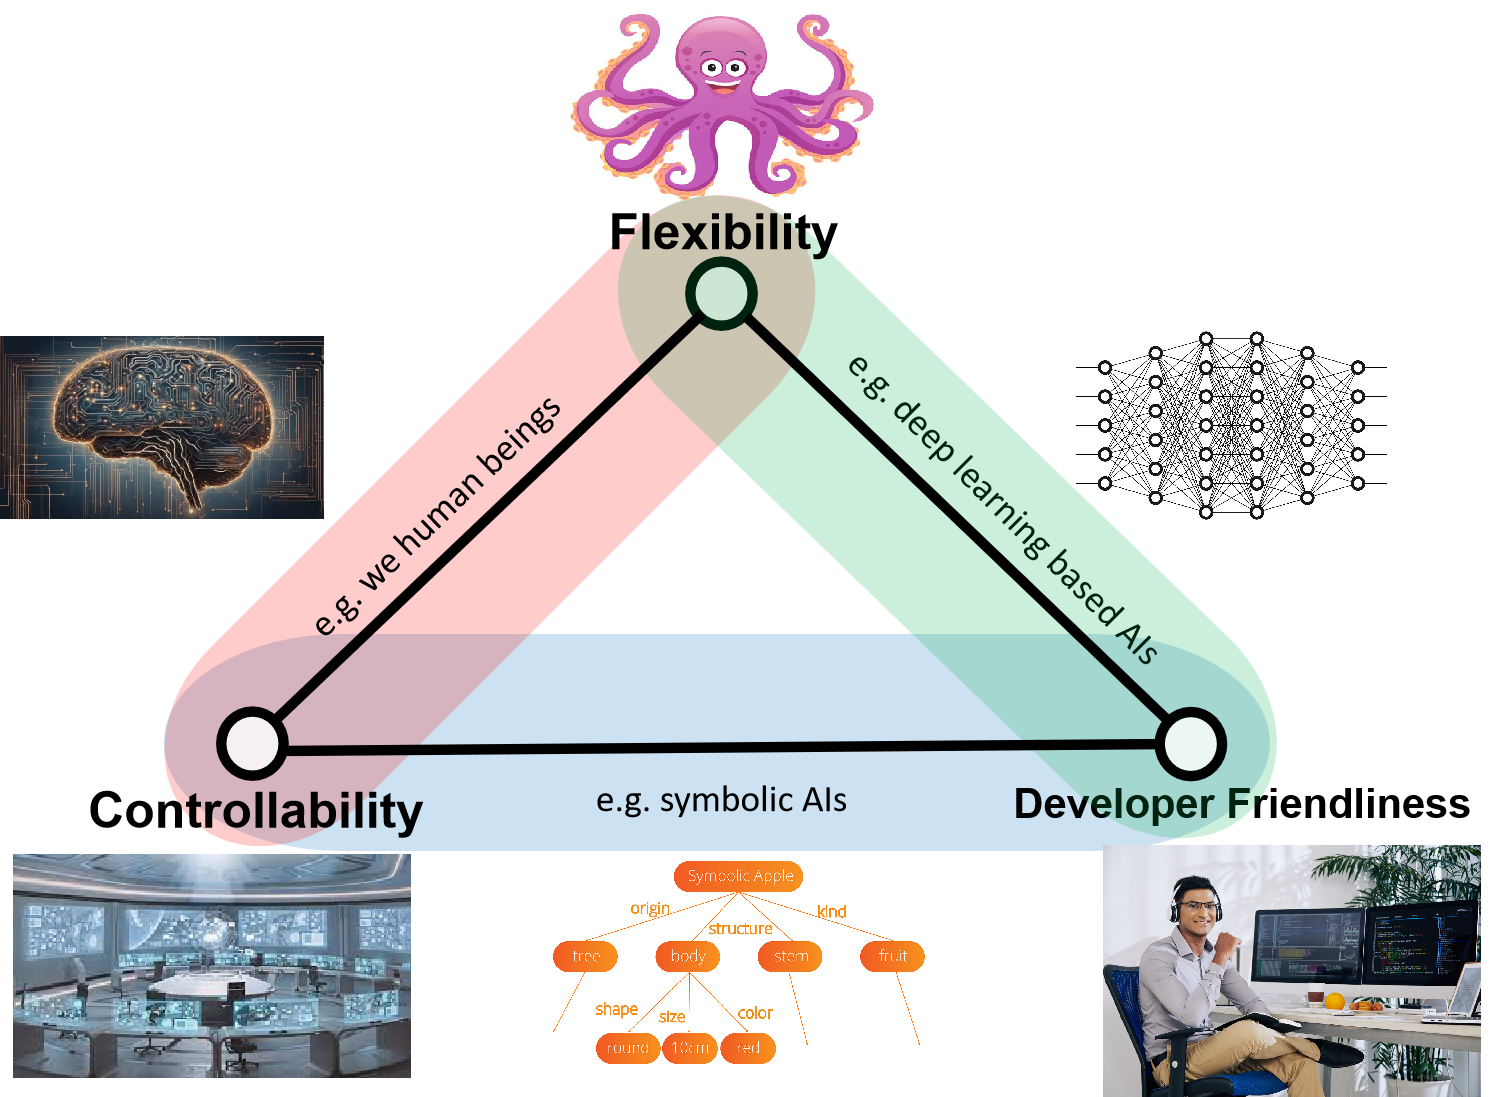 Flexibility
e.g. we human beings
e.g. deep learning based AIs
Controllability
e.g. symbolic AIs
Developer Friendliness
Symbolic Apple
origin
kind
structure
tree
body
stem
fruit
shape
size
color
round
10cm
red